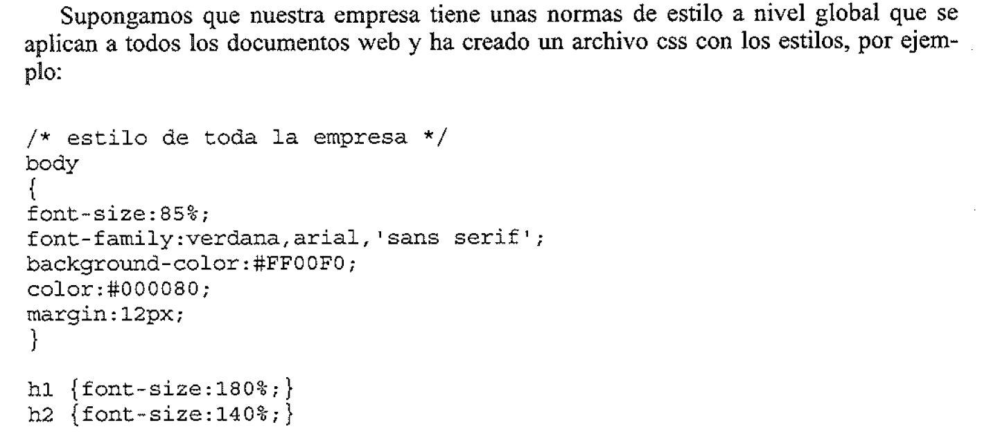 Supongamos que nuestra empresa tiene unas normas de estilo a nivel global que se
aplican a todos los documentos web y ha creado un archivo css con los estilos, por ejem-
plo:
/* estilo de toda la empresa */
body
{
font-size:85%;
font-family:verdana,arial,'sans serif';
background-color:#FF00F0;
color:#000080;
margin:12px;
}
h1 {font-size:180%;}
h2 {font-size:140%;}